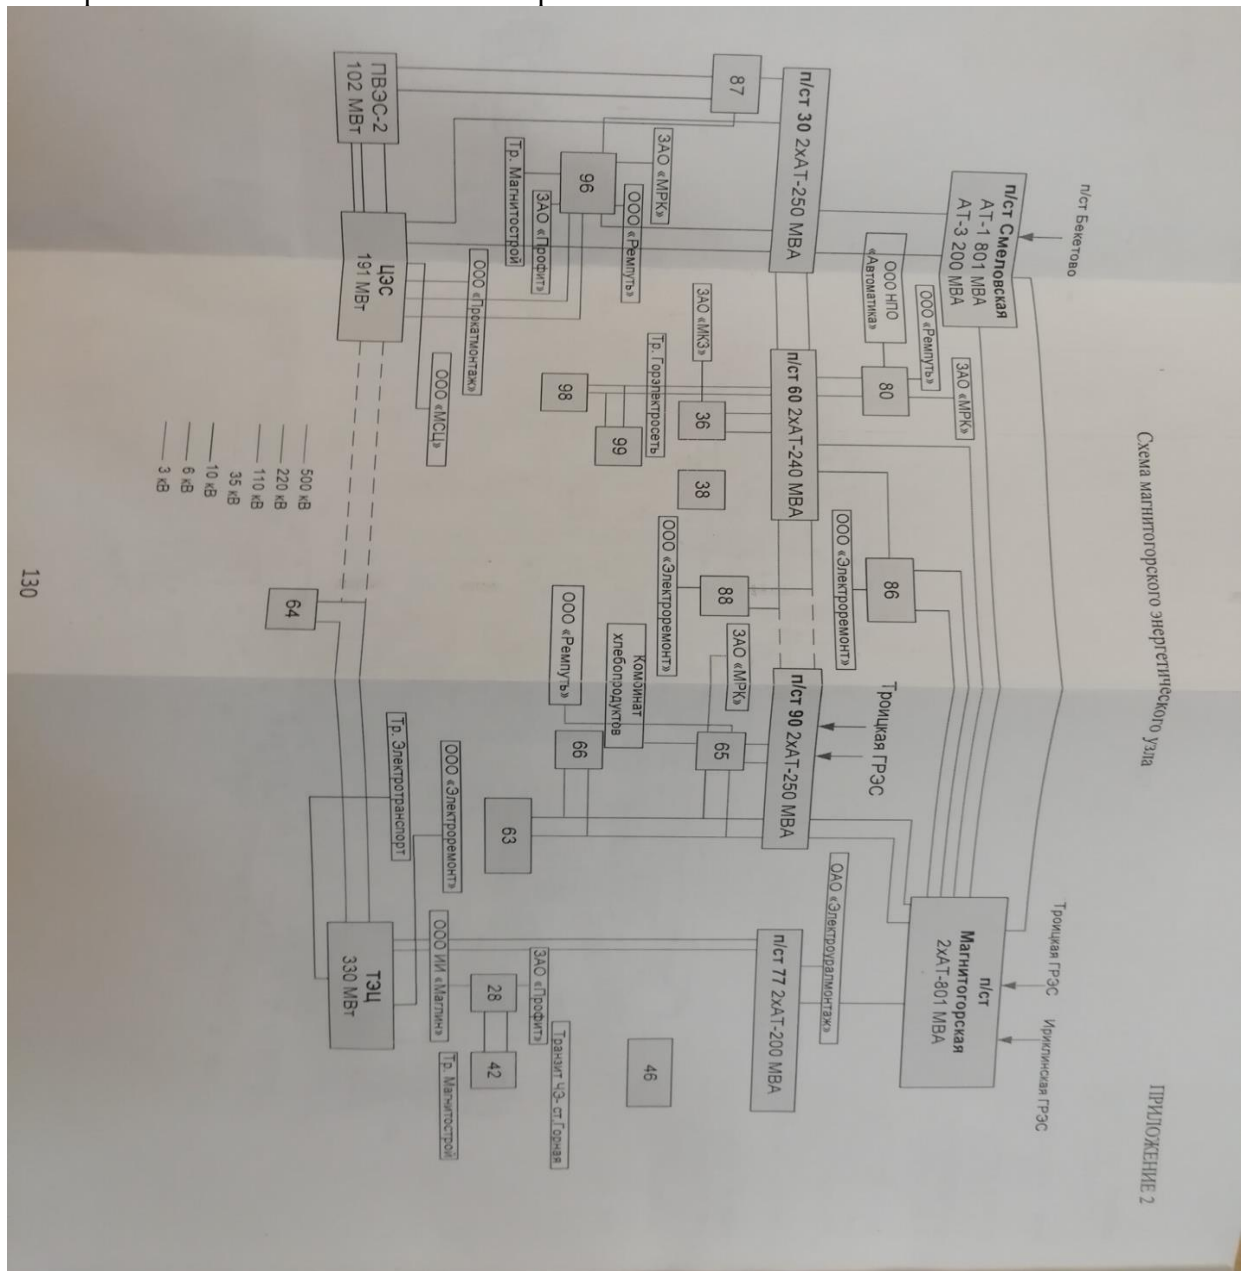 ПРИЛОЖЕНИЕ 2
Схема магнитогорского энергетического узла
п/ст Бекетово
Троицкая ГРЭС
Ириклинская ГРЭС
п/ст Смеловская
АТ-1 801 МВА
АТ-3 200 МВА
п/ст
Магнитогорская
2хАТ-801 МВА
ЗАО «МРК»
ООО «Ремпуть»
ООО НПО
«Автоматика»
80
86
ООО «Электроремонт»
Троицкая ГРЭС
ОАО «Электроуралмонтаж»
п/ст 30 2хАТ-250 МВА
п/ст 60 2хАТ-240 МВА
п/ст 90 2хАТ-250 МВА
п/ст 77 2хАТ-200 МВА
87
ЗАО «МКЗ»
36
38
88
ЗАО «МРК»
65
ЗАО «МРК»
ООО «Ремпуть»
Тр. Горэлектросеть
99
ООО «Электроремонт»
Комбинат
хлебопродуктов
46
96
98
ООО «Ремпуть»
66
ЗАО «Профит»
Тр. Магнитострой
63
Транзит ЧЭ- ст.Горная
ЗАО «Профит»
28
42
ООО «Прокатмонтаж»
ООО «МСЦ»
ООО «Электроремонт»
ООО ИИ «Маглин»
Тр. Магнитострой
Тр. Электротранспорт
ПВЭС-2
102 МВт
ЦЭС
191 МВт
64
ТЭЦ
330 МВт
500 кВ
220 кВ
110 кВ
35 кВ
10 кВ
6 кВ
3 кВ
130